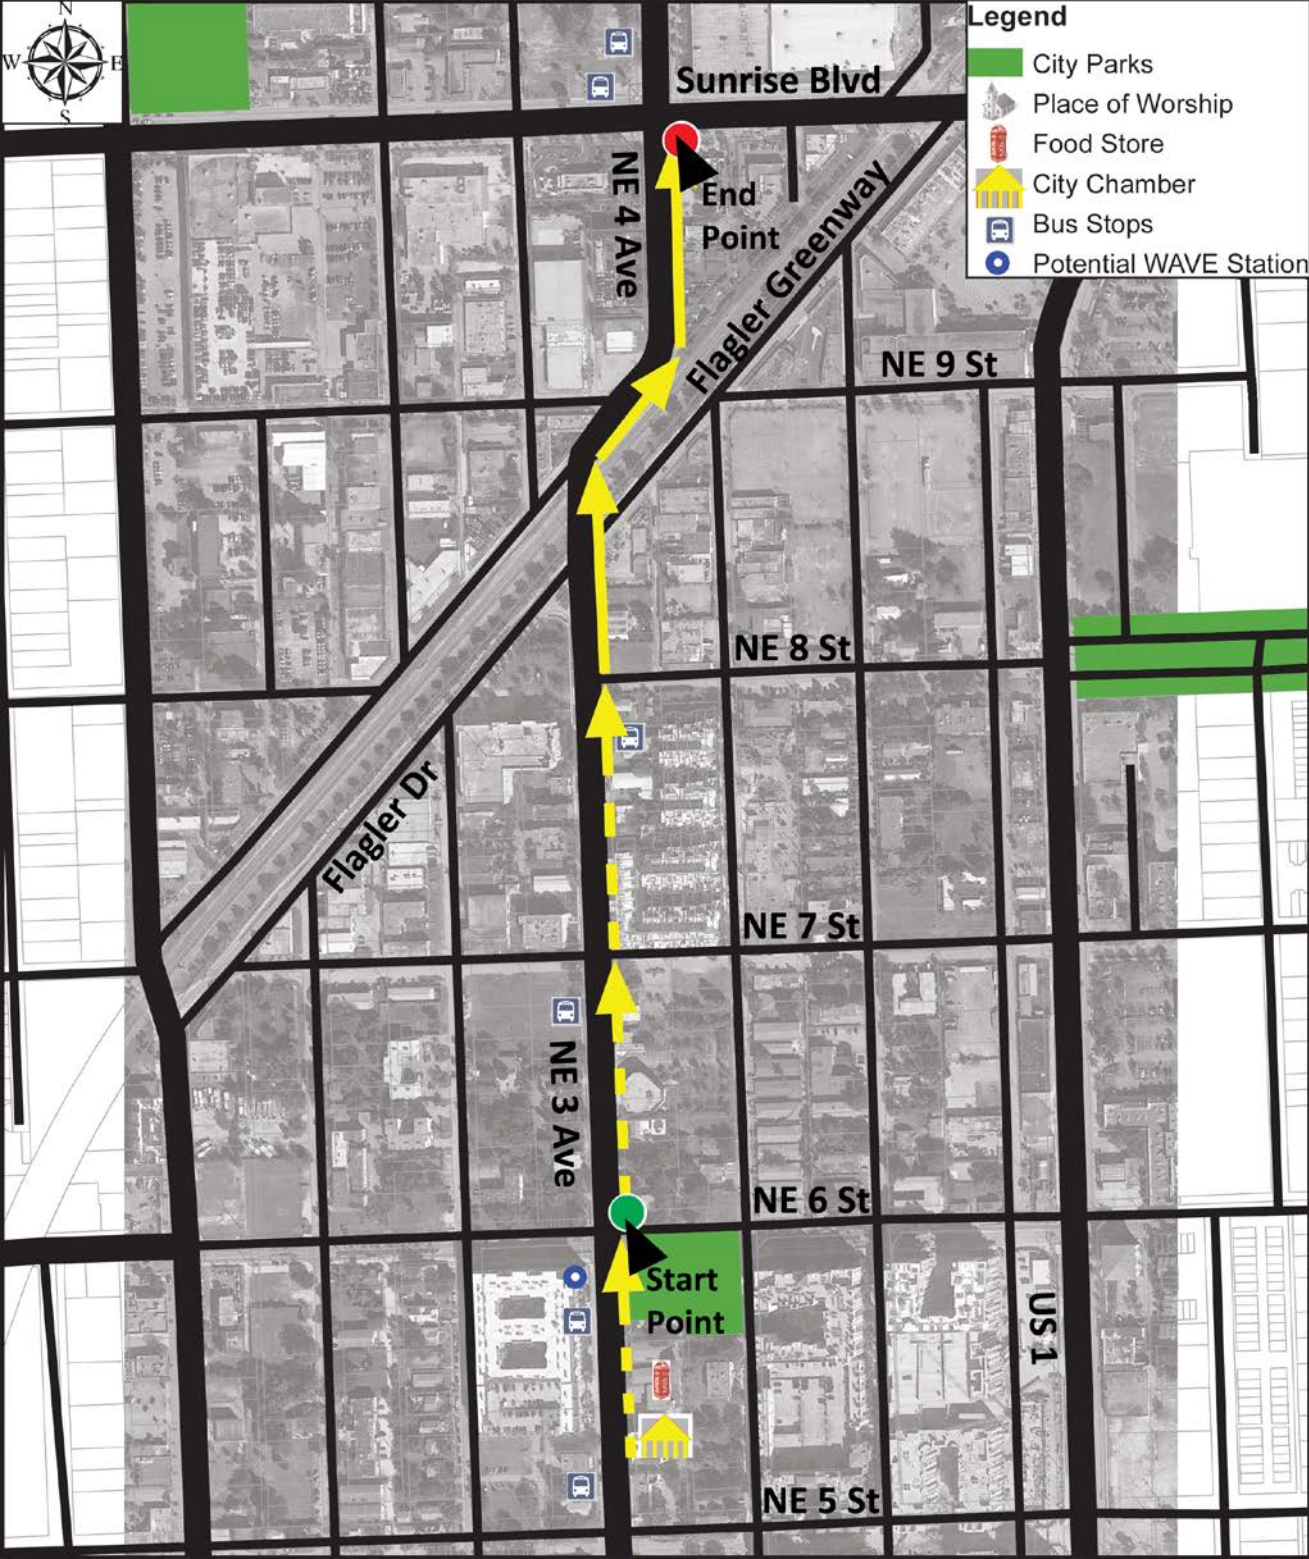 N
W
E
S
Legend
City Parks
Place of Worship
Food Store
City Chamber
Bus Stops
Potential WAVE Station
Sunrise Blvd
NE 4 Ave
End
Point
Flagler Greenway
NE 9 St
NE 8 St
Flagler Dr
NE 7 St
NE 3 Ave
NE 6 St
Start
Point
US 1
NE 5 St